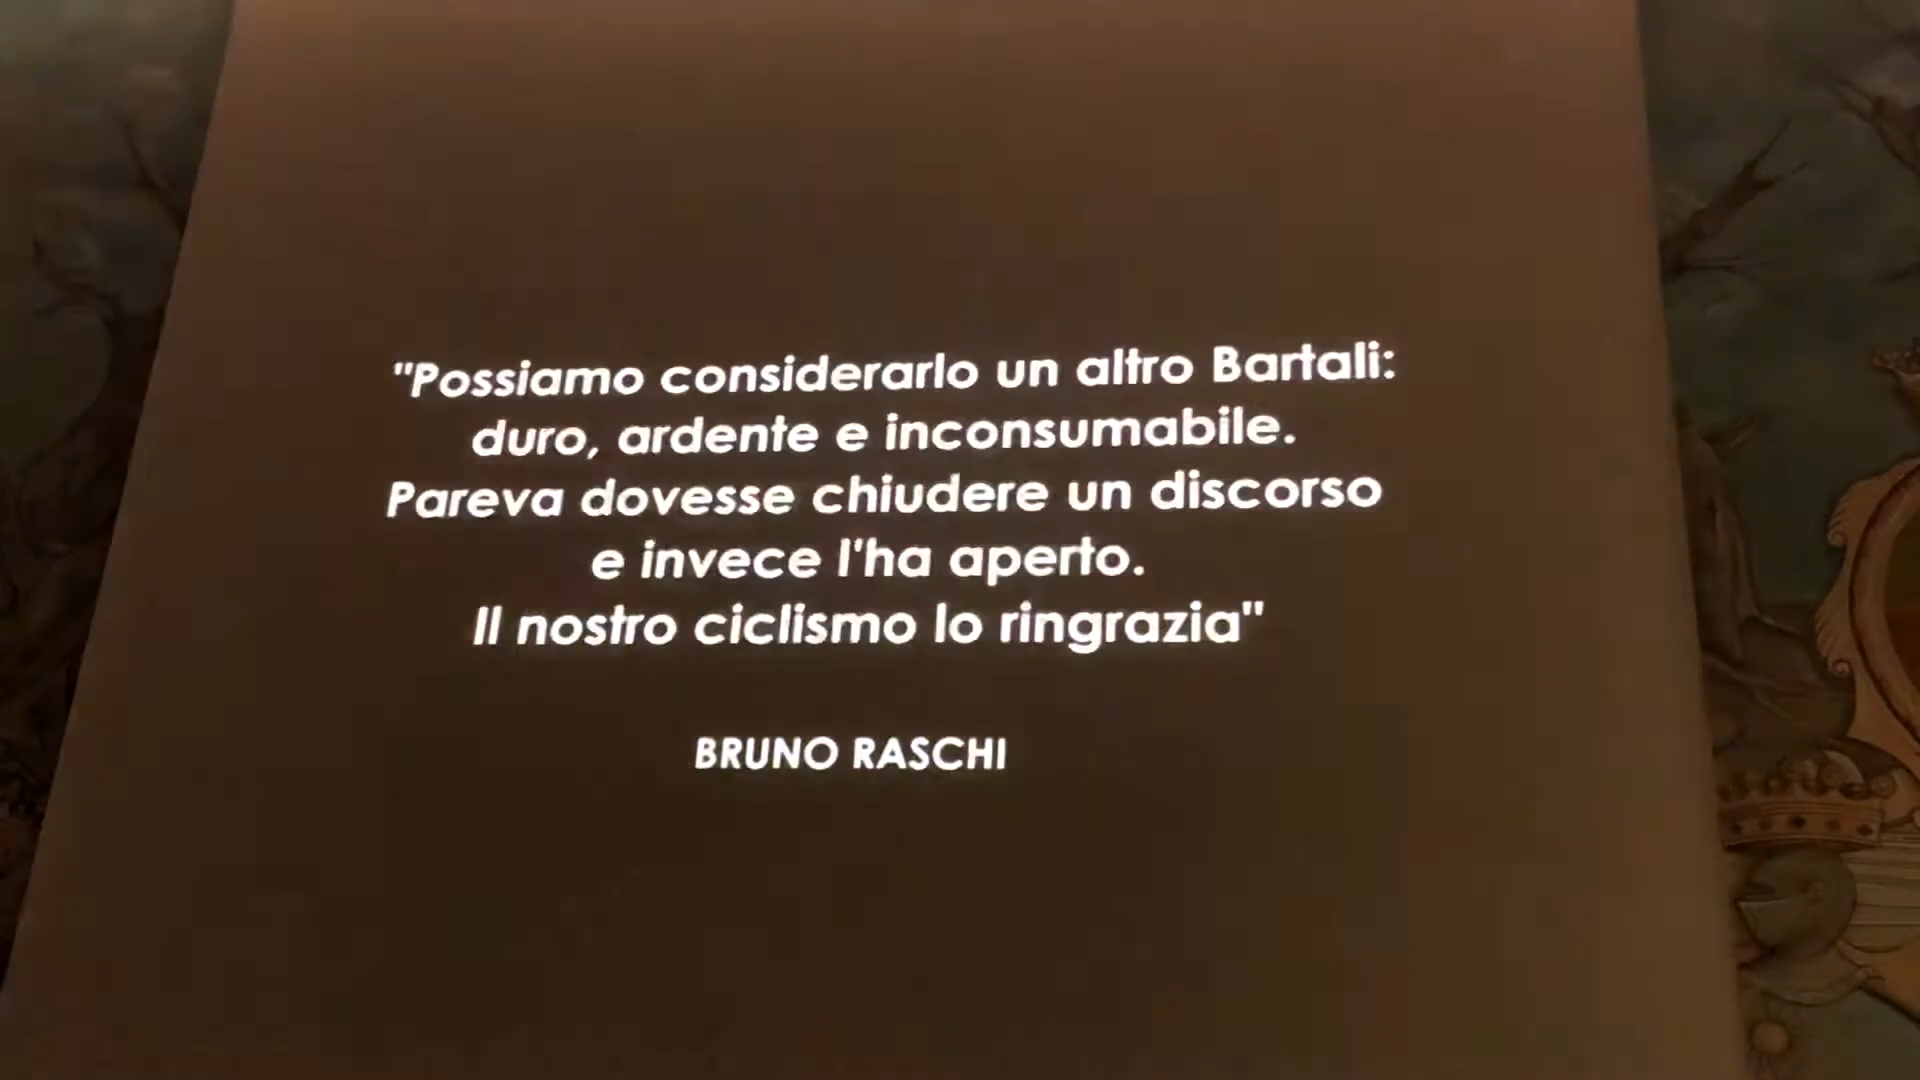 "Possiamo considerarlo un altro Bartali:
duro, ardente e inconsumabile.
Pareva dovesse chiudere un discorso
e invece l'ha aperto.
Il nostro ciclismo lo ringrazia"
BRUNO RASCHI